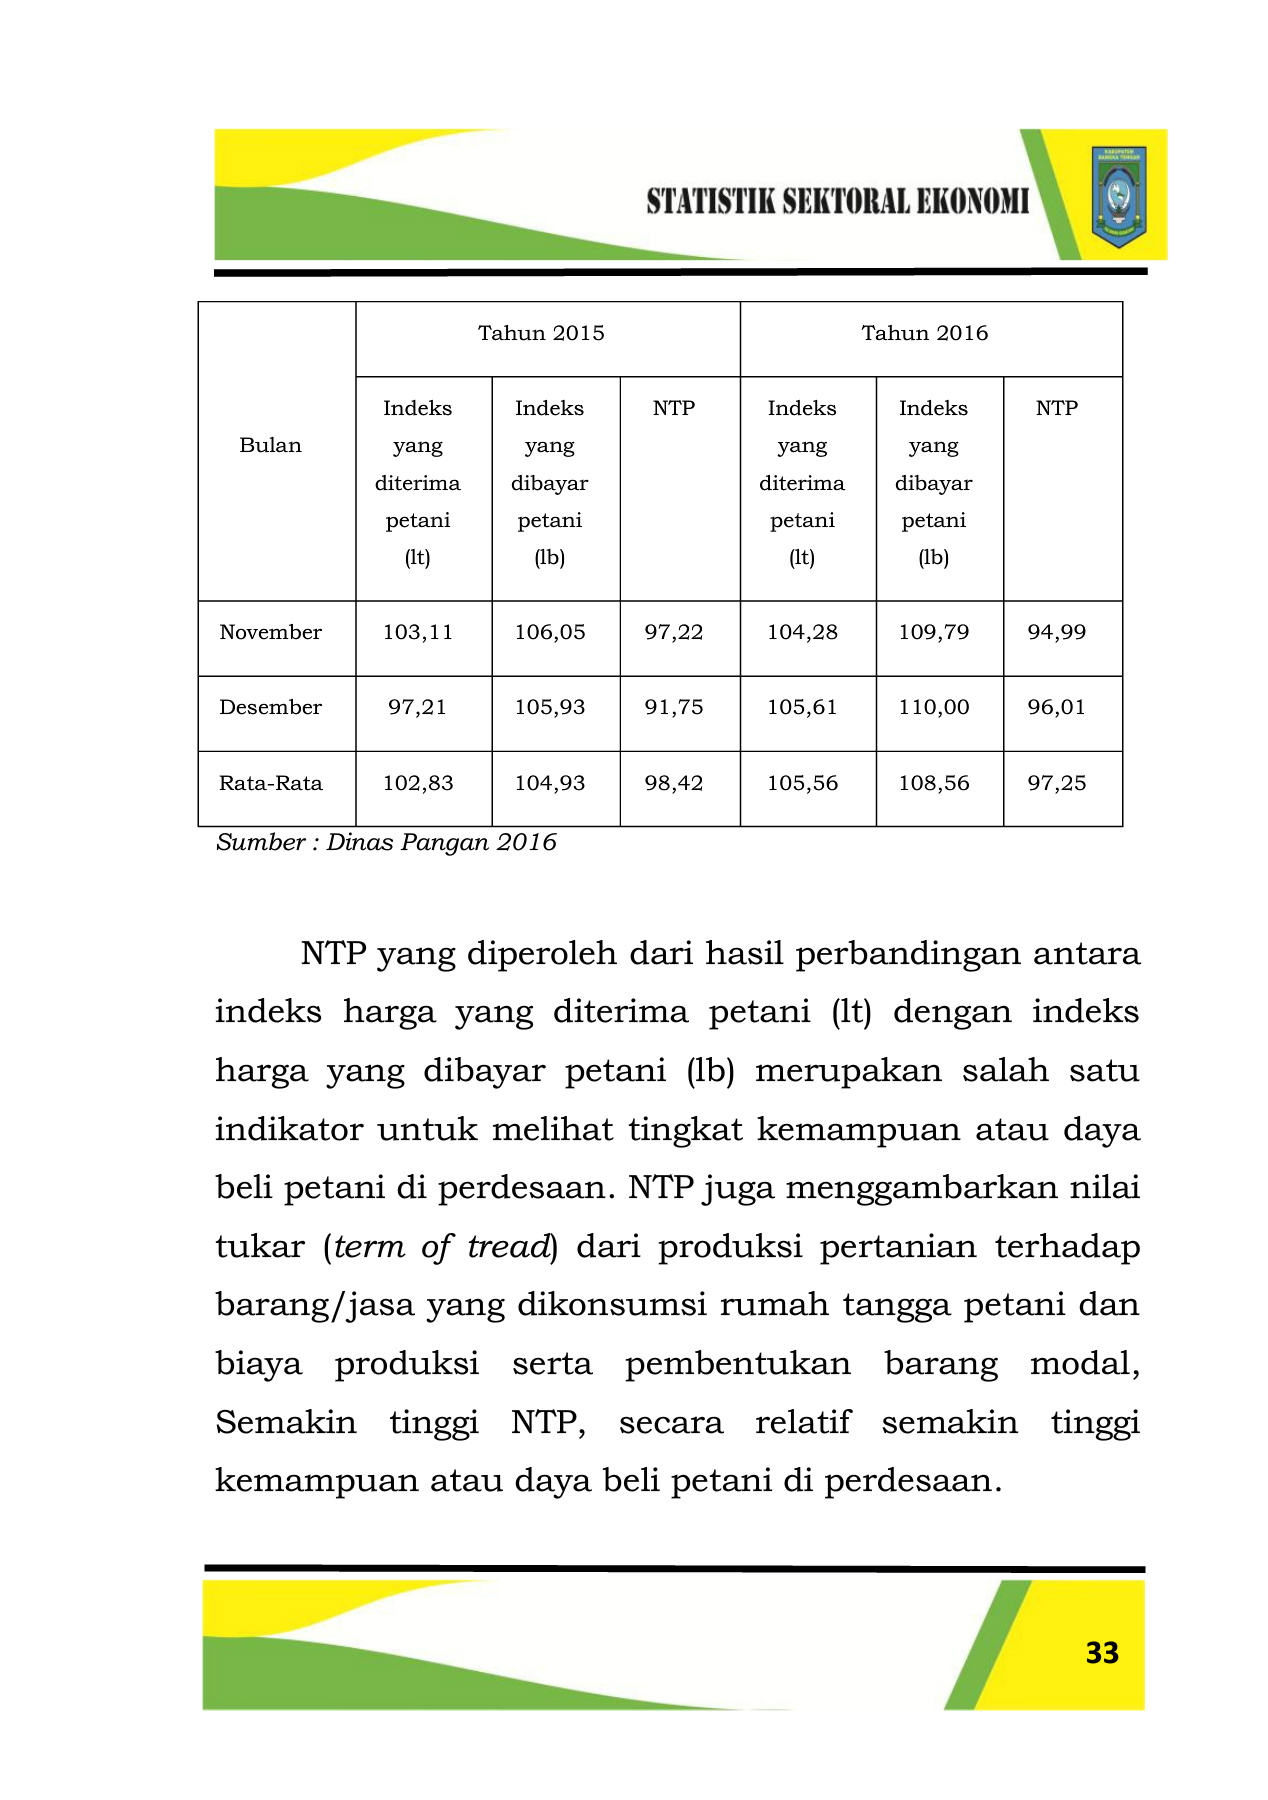 KABUPATEN
BANGKA TENGAH
STATISTIK SEKTORAL EKONOMI
Bulan
Tahun 2015
Tahun 2016
Indeks yang diterima petani (lt)
Indeks yang dibayar petani (lb)
NTP
Indeks yang diterima petani (lt)
Indeks yang dibayar petani (lb)
NTP
November 103,11 106,05 97,22 104,28 109,79 94,99
Desember 97,21 105,93 91,75 105,61 110,00 96,01
Rata-Rata 102,83 104,93 98,42 105,56 108,56 97,25
Sumber : Dinas Pangan 2016
NTP yang diperoleh dari hasil perbandingan antara
indeks harga yang diterima petani (lt) dengan indeks
harga yang dibayar petani (lb) merupakan salah satu
indikator untuk melihat tingkat kemampuan atau daya
beli petani di perdesaan. NTP juga menggambarkan nilai
tukar (term of tread) dari produksi pertanian terhadap
barang/jasa yang dikonsumsi rumah tangga petani dan
biaya produksi serta pembentukan barang modal,
Semakin tinggi NTP, secara relatif semakin tinggi
kemampuan atau daya beli petani di perdesaan.
33